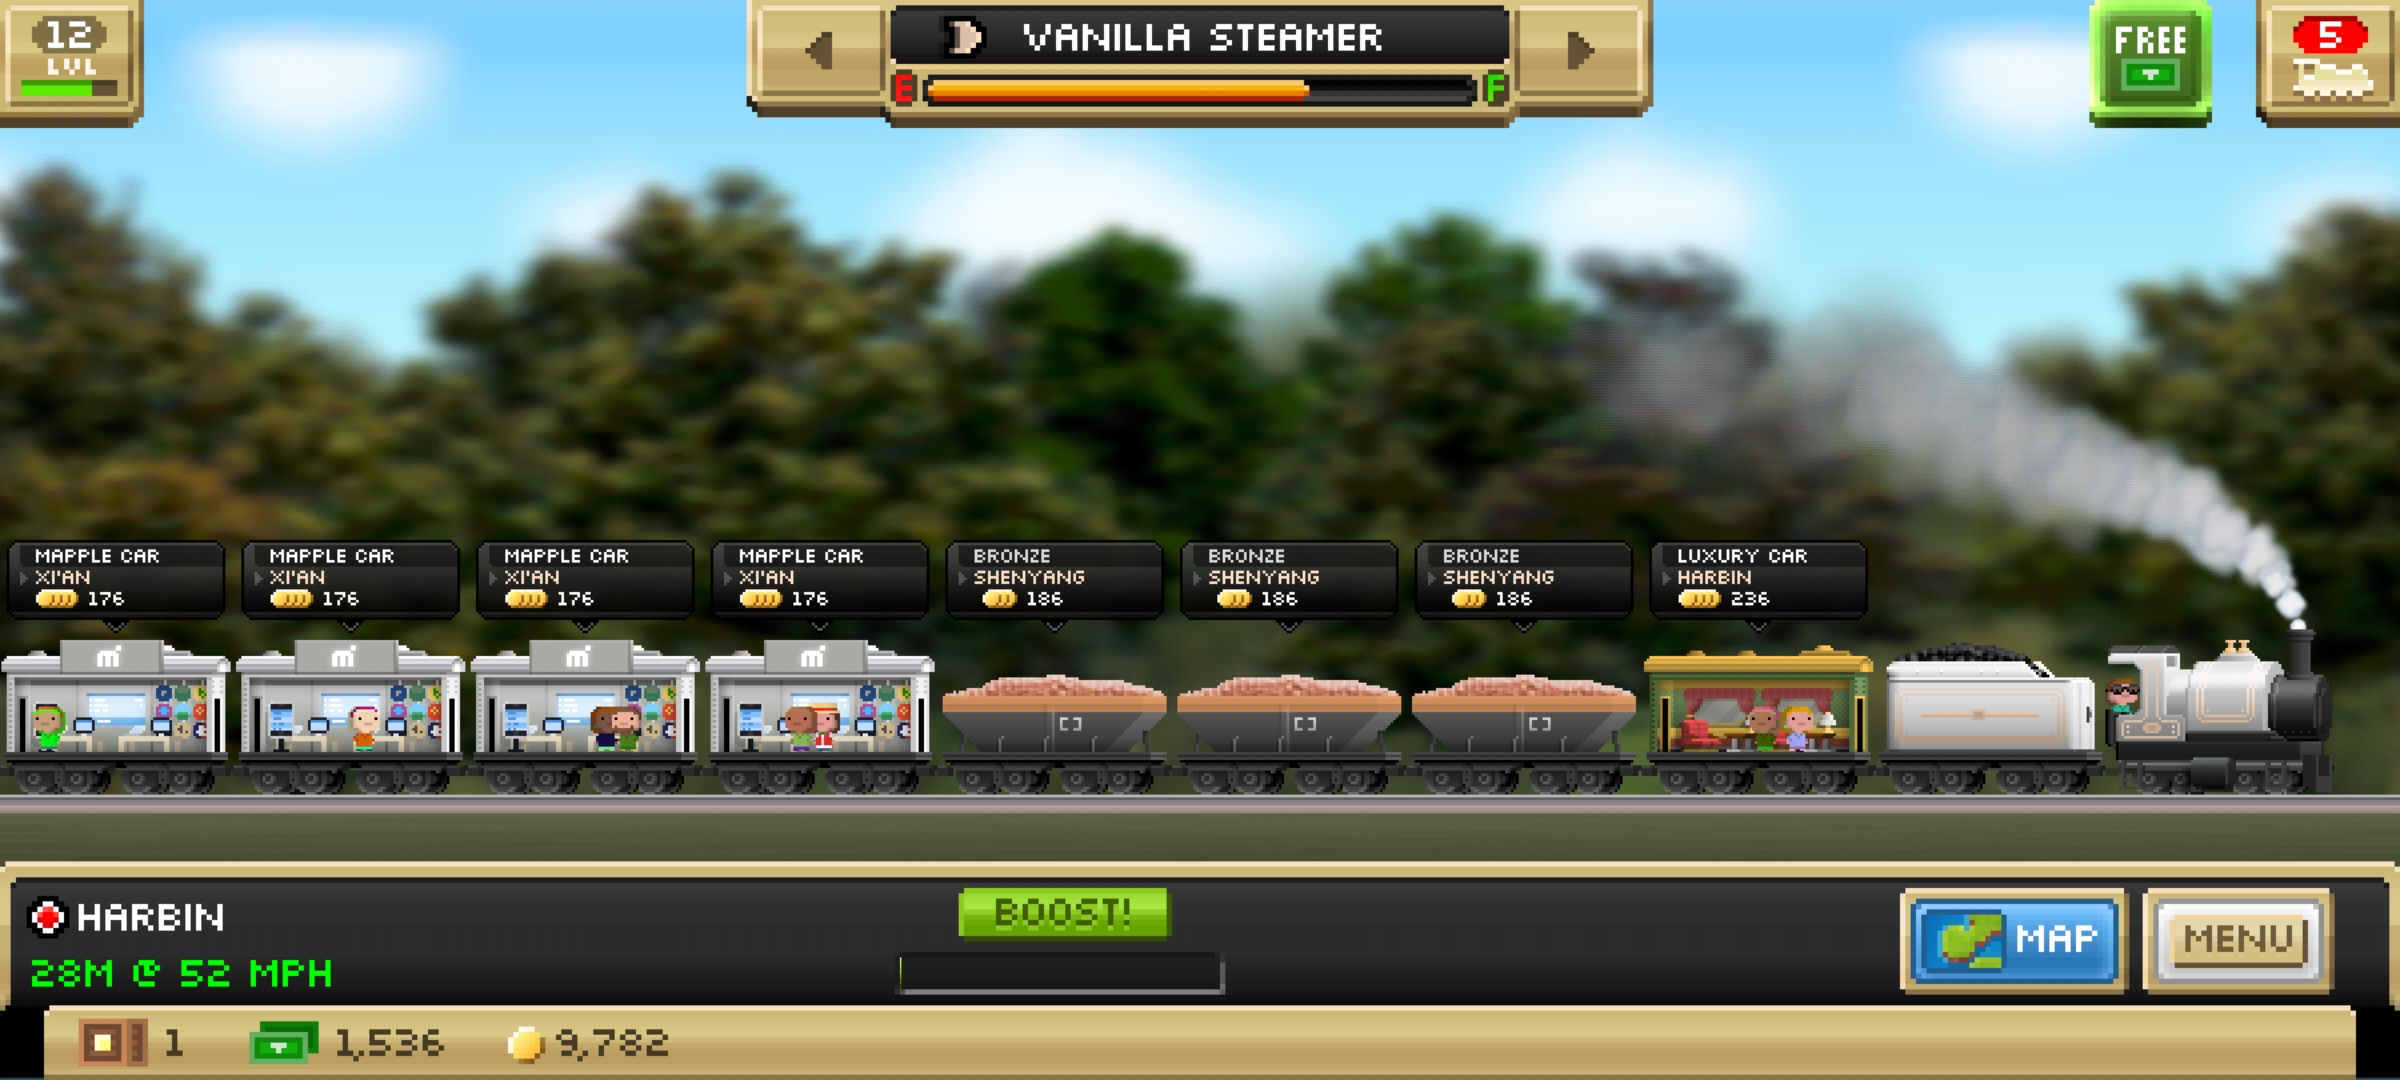 12
LVL
VANILLA STEAMER
E F
FREE
5
MAPPLE CAR
XI'AN
176
MAPPLE CAR
XI'AN
176
MAPPLE CAR
XI'AN
176
MAPPLE CAR
XI'AN
176
BRONZE
SHENYANG
186
BRONZE
SHENYANG
186
BRONZE
SHENYANG
186
LUXURY CAR
HARBIN
236
m
m
m
m
HARBIN
28M @ 52 MPH
BOOST!
MAP
MENU
1
1,536
9,782